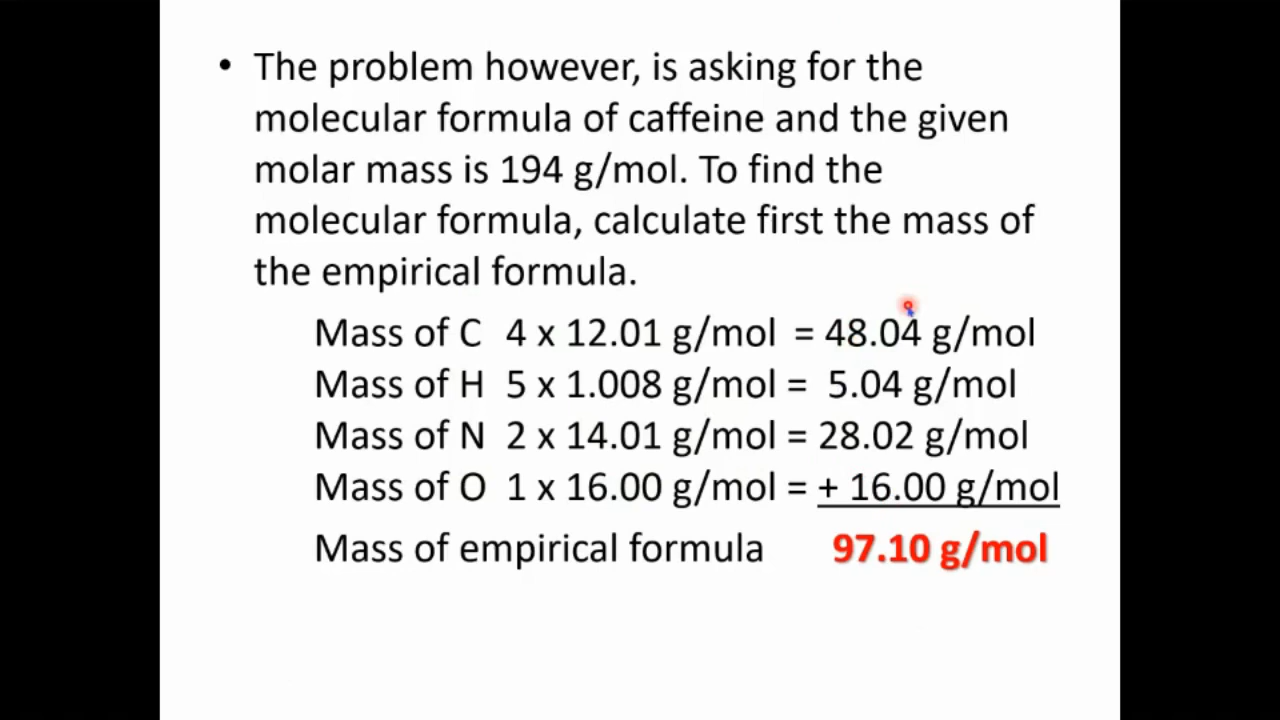 • The problem however, is asking for the
molecular formula of caffeine and the given
molar mass is 194 g/mol. To find the
molecular formula, calculate first the mass of
the empirical formula.
Mass of C 4 x 12.01 g/mol = 48.04 g/mol
Mass of H 5 x 1.008 g/mol = 5.04 g/mol
Mass of N 2 x 14.01 g/mol = 28.02 g/mol
Mass of O 1 x 16.00 g/mol = + 16.00 g/mol
Mass of empirical formula 97.10 g/mol